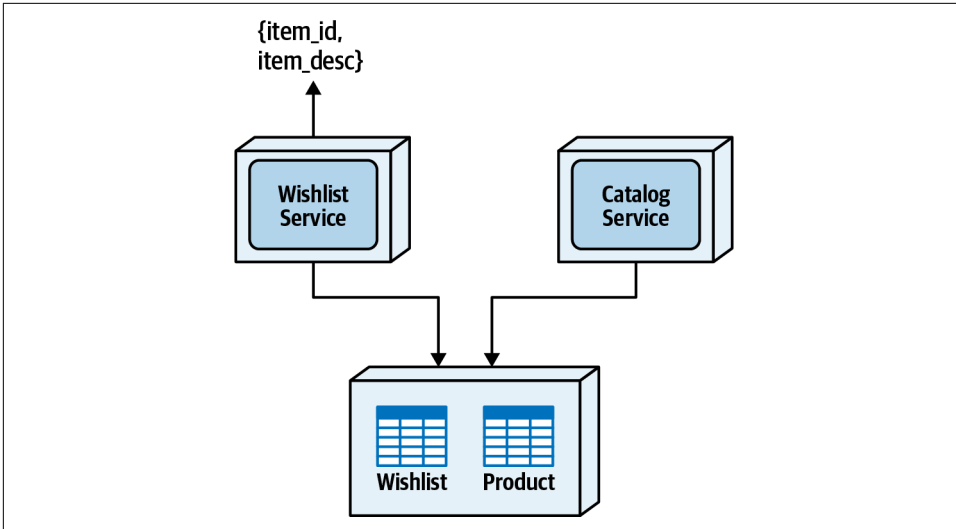 {item_id,
item_desc}
Wishlist
Service
Catalog
Service
Wishlist
Product